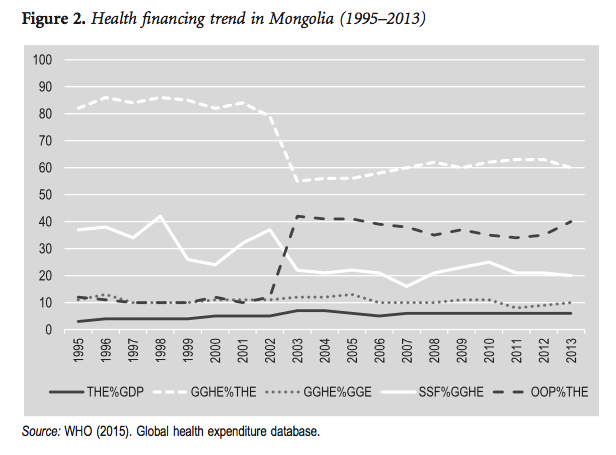 Figure 2. Health financing trend in Mongolia (1995–2013)
100
90
80
70
60
50
40
30
20
10
0
1995 1996 1997 1998 1999 2000 2001 2002 2003 2004 2005 2006 2007 2008 2009 2010 2011 2012 2013
THE%GDP GGHE%THE GGHE%GGE SSF%GGHE OOP%THE
Source: WHO (2015). Global health expenditure database.